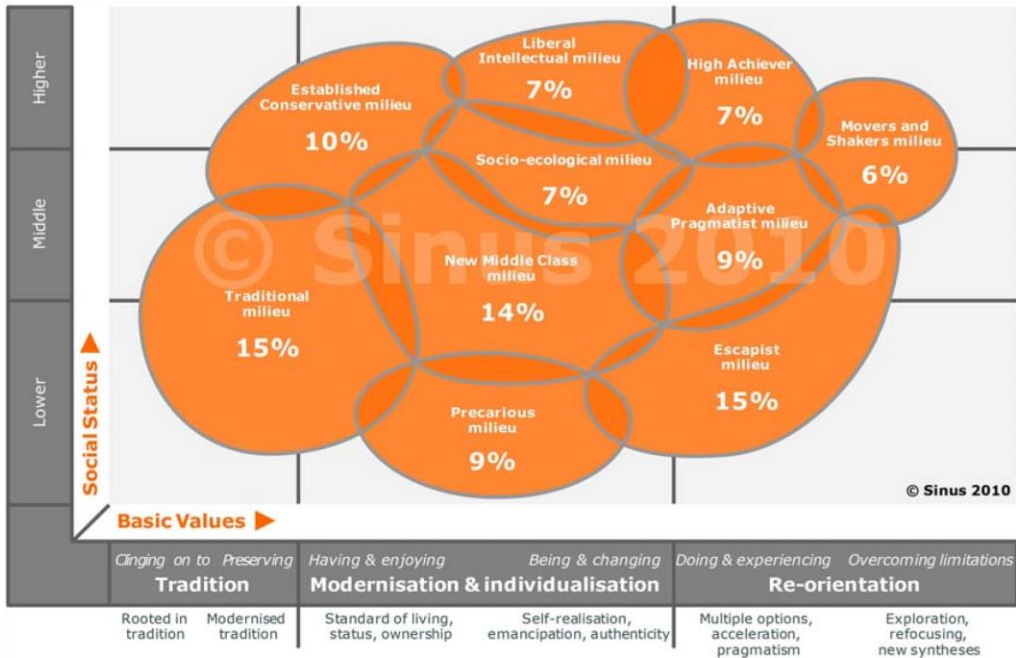 Higher
Middle
Lower
Social Status ▶
Liberal
Intellectual milieu
7%
High Achiever
milieu
7%
Established
Conservative milieu
10%
Movers and
Shakers milieu
6%
Socio-ecological milieu
7%
Adaptive
Pragmatist milieu
9%
© Sinus 2010
New Middle Class
milieu
14%
Traditional
milieu
15%
Escapist
milieu
15%
Precarious
milieu
9%
© Sinus 2010
Basic Values ▶
Clinging on to Preserving
Tradition
Having & enjoying Being & changing
Modernisation & individualisation
Doing & experiencing Overcoming limitations
Re-orientation
Rooted in
tradition
Modernised
tradition
Standard of living,
status, ownership
Self-realisation,
emancipation, authenticity
Multiple options,
acceleration,
pragmatism
Exploration,
refocusing,
new syntheses